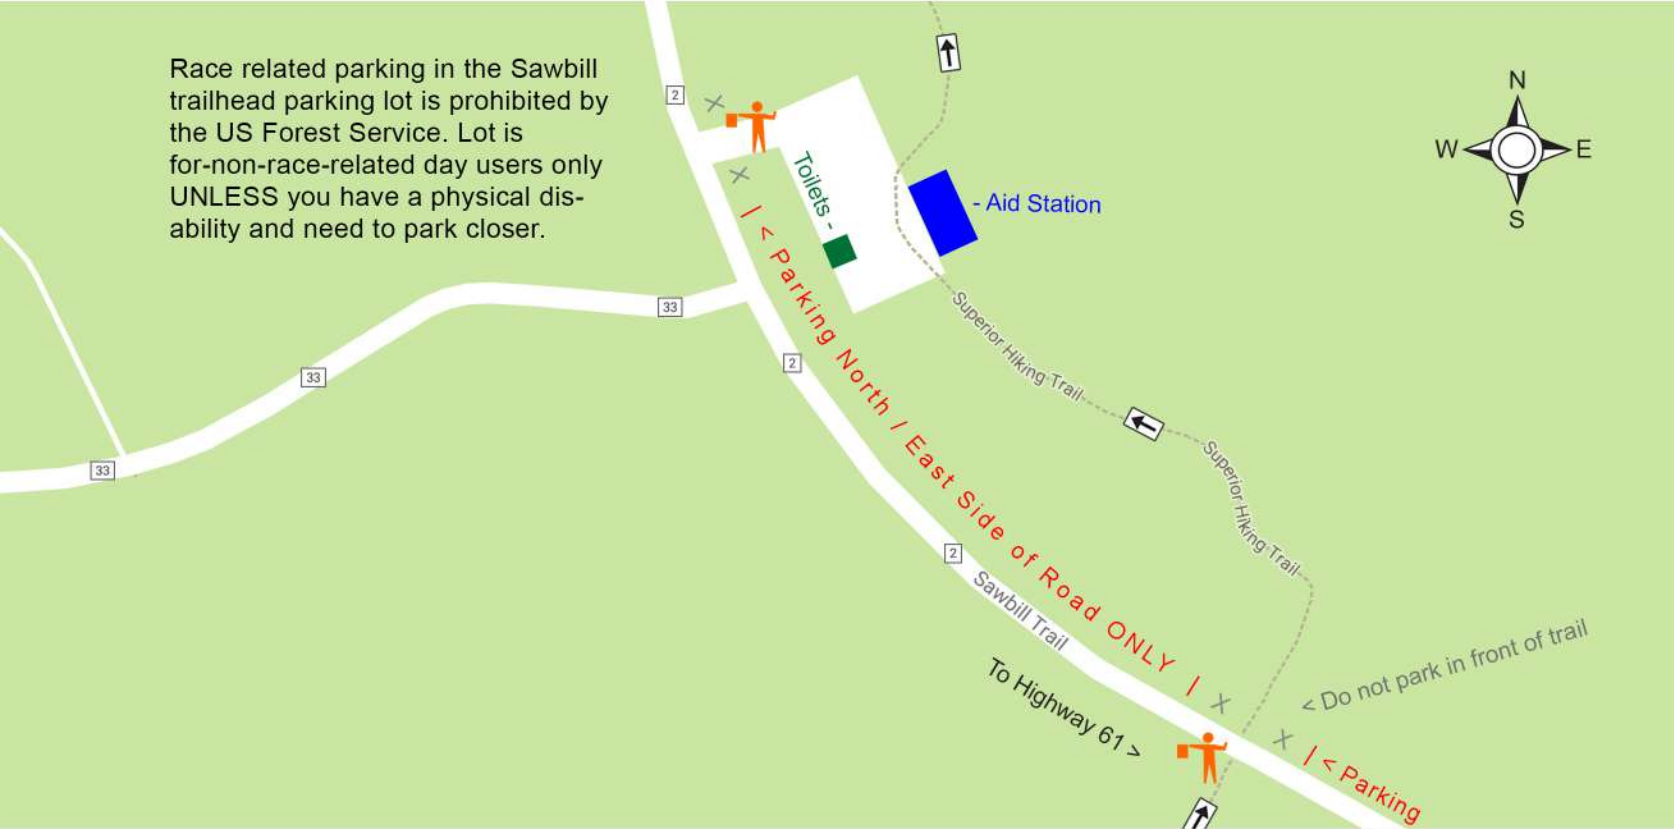 Race related parking in the Sawbill
trailhead parking lot is prohibited by
the US Forest Service. Lot is
for-non-race-related day users only
UNLESS you have a physical dis-
ability and need to park closer.
2
N
W
E
S
Toilets -
- Aid Station
| < Parking North / East Side of Road ONLY |
33
33
33
2
2
Superior Hiking Trail
Superior Hiking Trail
Sawbill Trail
To Highway 61 >
< Do not park in front of trail
| < Parking